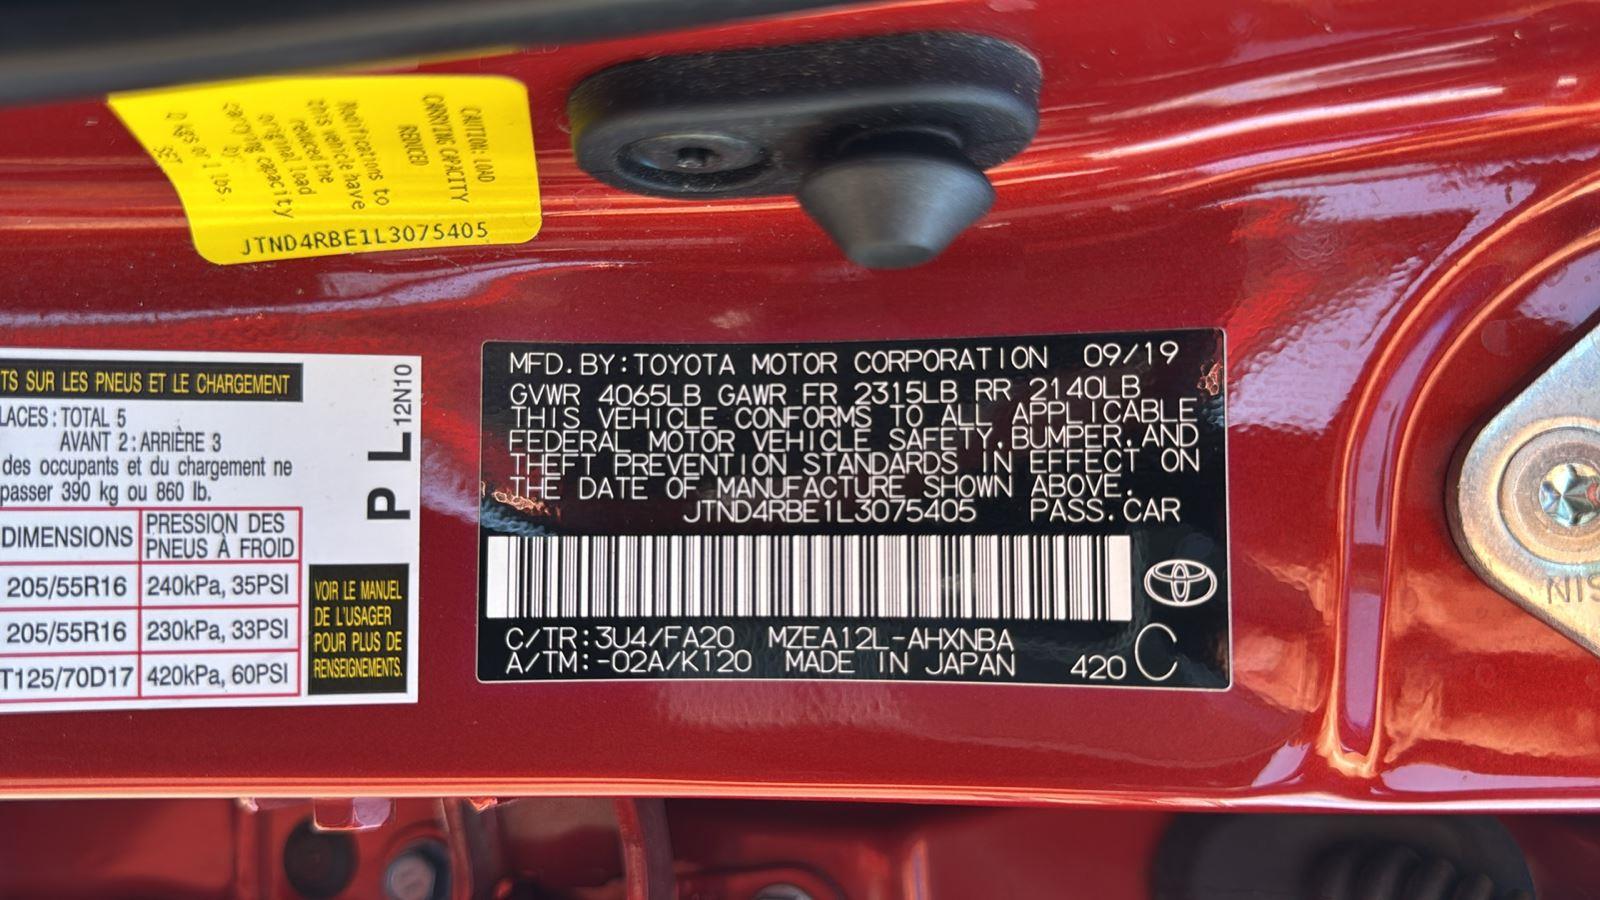 CAUTION: LOAD
CARRYING CAPACITY
REDUCED
Modifications to
this vehicle have
reduced the
original load
carrying capacity
by:
kgs or lbs.
JTND4RBE1L3075405
TS SUR LES PNEUS ET LE CHARGEMENT
LACES : TOTAL 5
AVANT 2 : ARRIÈRE 3
des occupants et du chargement ne
passer 390 kg ou 860 lb.
DIMENSIONS PRESSION DES PNEUS À FROID
205/55R16 240kPa, 35PSI
205/55R16 230kPa, 33PSI
T125/70D17 420kPa, 60PSI
VOIR LE MANUEL
DE L'USAGER
POUR PLUS DE
RENSEIGNEMENTS.
P L 12N10
MFD. BY: TOYOTA MOTOR CORPORATION 09/19
GVWR 4065LB GAWR FR 2315LB RR 2140LB
THIS VEHICLE CONFORMS TO ALL APPLICABLE
FEDERAL MOTOR VEHICLE SAFETY, BUMPER, AND
THEFT PREVENTION STANDARDS IN EFFECT ON
THE DATE OF MANUFACTURE SHOWN ABOVE.
JTND4RBE1L3075405 PASS. CAR
C/TR: 3U4/FA20 MZEA12L-AHXNBA
A/TM: -02A/K120 MADE IN JAPAN 420 C
NIS